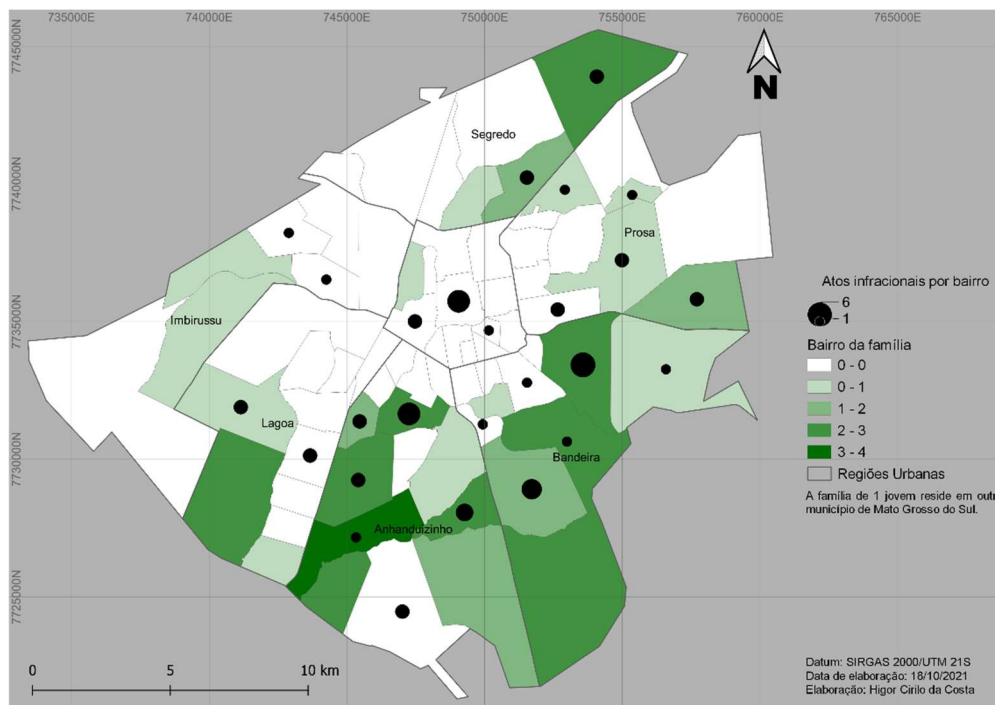 735000E 740000E 745000E 750000E 755000E 760000E 765000E
7745000N
7740000N
7735000N
7730000N
7725000N
N
Segredo
Prosa
Imbirussu
Lagoa
Bandeira
Anhanduizinho
Atos infracionais por bairro
6
1
Bairro da família
0 - 0
0 - 1
1 - 2
2 - 3
3 - 4
Regiões Urbanas
A família de 1 jovem reside em outr
município de Mato Grosso do Sul.
0 5 10 km
Datum: SIRGAS 2000/UTM 21S
Data de elaboração: 18/10/2021
Elaboração: Higor Cirilo da Costa